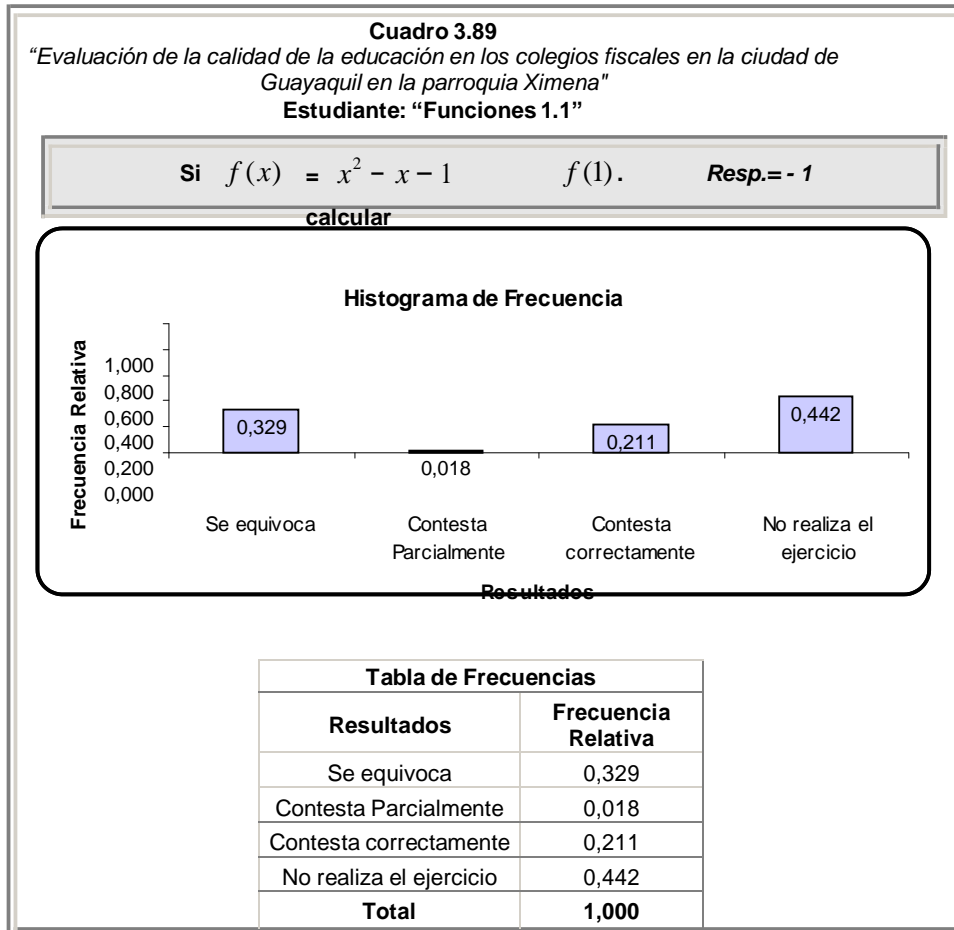 Cuadro 3.89
“Evaluación de la calidad de la educación en los colegios fiscales en la ciudad de
Guayaquil en la parroquia Ximena"
Estudiante: “Funciones 1.1”
Si f(x) = x² − x − 1 f(1). Resp.= - 1
calcular
Histograma de Frecuencia
Frecuencia Relativa
1,000
0,800
0,600
0,400
0,200
0,000
0,329
0,018
0,211
0,442
Se equivoca
Contesta
Parcialmente
Contesta
correctamente
No realiza el
ejercicio
Resultados
Tabla de Frecuencias
Resultados Frecuencia
Relativa
Se equivoca 0,329
Contesta Parcialmente 0,018
Contesta correctamente 0,211
No realiza el ejercicio 0,442
Total 1,000